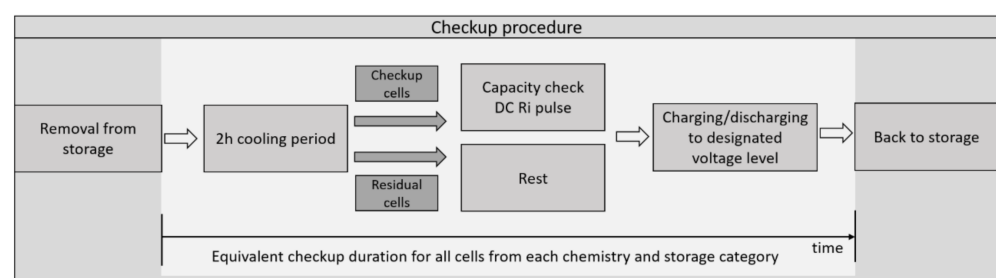 Checkup procedure
Removal from
storage
2h cooling period
Checkup
cells
Residual
cells
Capacity check
DC Ri pulse
Rest
Charging/discharging
to designated
voltage level
Back to storage
time
Equivalent checkup duration for all cells from each chemistry and storage category